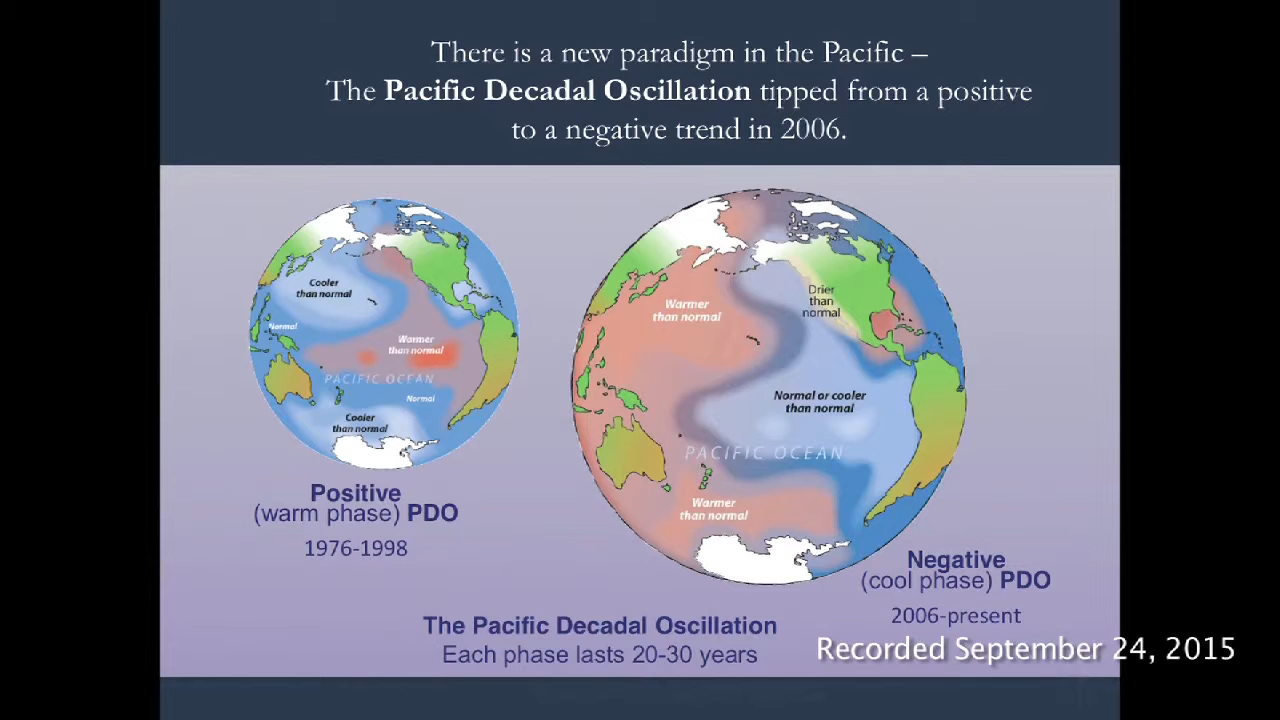 There is a new paradigm in the Pacific –
The Pacific Decadal Oscillation tipped from a positive
to a negative trend in 2006.
Cooler
than normal
Normal
Warmer
than normal
PACIFIC OCEAN
Normal
Cooler
than normal
Positive
(warm phase) PDO
1976-1998
Warmer
than normal
Drier
than
normal
Normal or cooler
than normal
PACIFIC OCEAN
Warmer
than normal
Negative
(cool phase) PDO
2006-present
The Pacific Decadal Oscillation
Each phase lasts 20-30 years
Recorded September 24, 2015